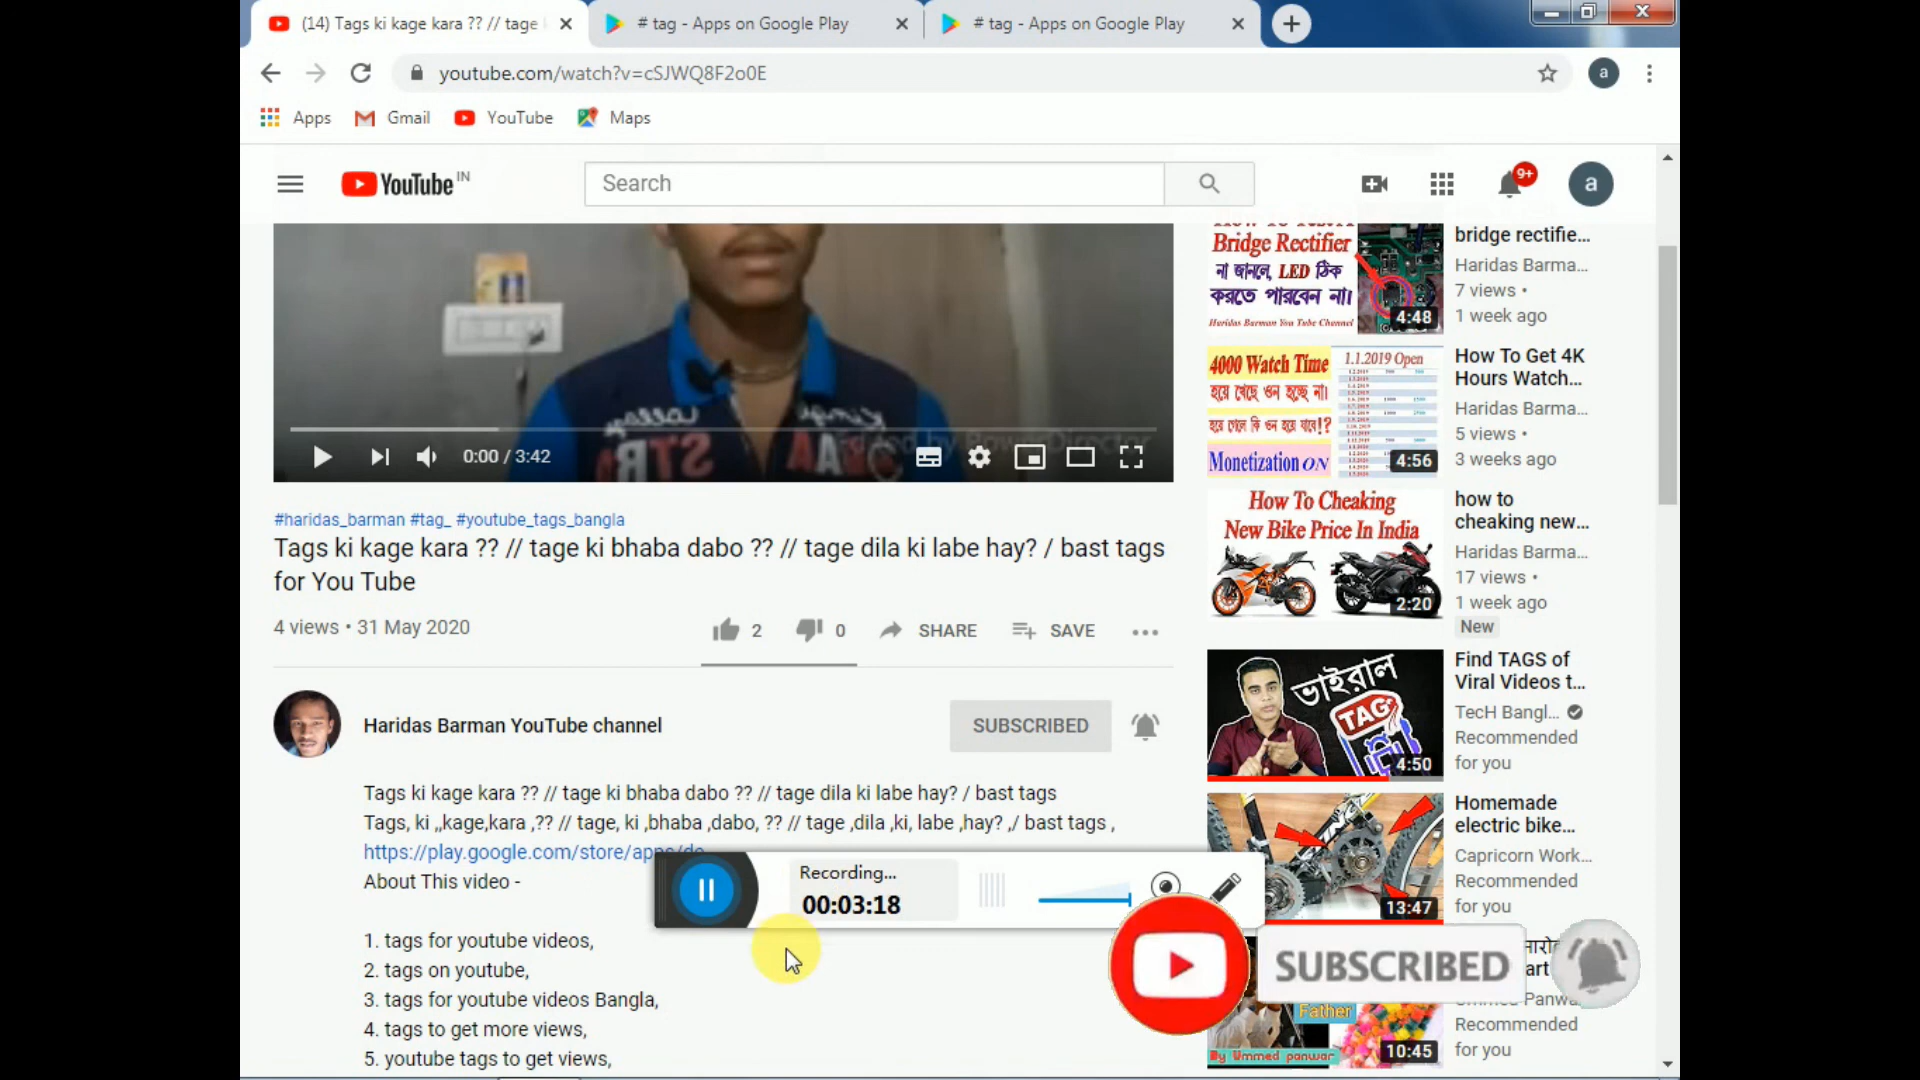 (14) Tags ki kage kara ?? // tage
# tag - Apps on Google Play
# tag - Apps on Google Play
youtube.com/watch?v=cSJWQ8F2o0E
a
Apps
Gmail
YouTube
Maps
YouTube IN
Search
9+
a
0:00 / 3:42
#haridas_barman #tag_ #youtube_tags_bangla
Tags ki kage kara ?? // tage ki bhaba dabo ?? // tage dila ki labe hay? / bast tags
for You Tube
4 views • 31 May 2020
2
0
SHARE
SAVE
Haridas Barman YouTube channel
SUBSCRIBED
Tags ki kage kara ?? // tage ki bhaba dabo ?? // tage dila ki labe hay? / bast tags
Tags, ki ,,kage,kara ,?? // tage, ki ,bhaba ,dabo, ?? // tage ,dila ,ki, labe ,hay? ,/ bast tags ,
https://play.google.com/store/apps/de
About This video -
1. tags for youtube videos,
2. tags on youtube,
3. tags for youtube videos Bangla,
4. tags to get more views,
5. youtube tags to get views,
Recording...
00:03:18
SUBSCRIBED
Bridge Rectifier
না জানলে, LED ঠিক
করতে পারবেন না।
Haridas Barman You Tube Channel
4:48
bridge rectifie...
Haridas Barma...
7 views •
1 week ago
4000 Watch Time
1.1.2019 Open
হয়ে গেছে ওন হচ্ছে না।
হয়ে গেলে কি ওন হয়ে যাবে!?
Monetization ON
4:56
How To Get 4K
Hours Watch...
Haridas Barma...
5 views •
3 weeks ago
How To Cheaking
New Bike Price In India
2:20
how to
cheaking new...
Haridas Barma...
17 views •
1 week ago
New
ভাইরাল
TAG
4:50
Find TAGS of
Viral Videos t...
TecH Bangl...
Recommended
for you
13:47
Homemade
electric bike...
Capricorn Work...
Recommended
for you
Father
By Ummed panwar
10:45
Recommended
for you